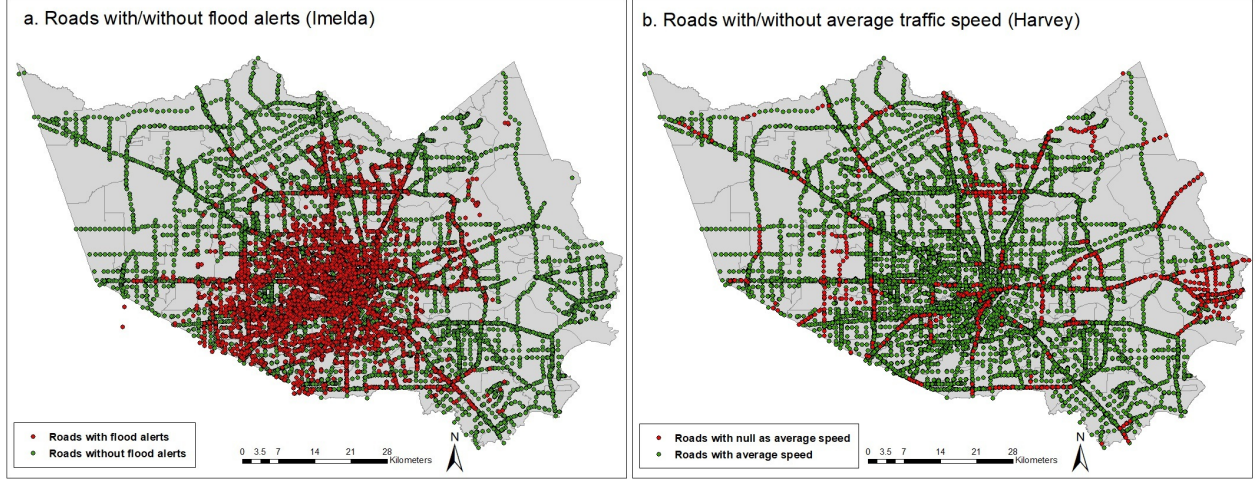 a. Roads with/without flood alerts (Imelda)
Roads with flood alerts
Roads without flood alerts
0 3.5 7 14 21 28
Kilometers
N
b. Roads with/without average traffic speed (Harvey)
Roads with null as average speed
Roads with average speed
0 3.5 7 14 21 28
Kilometers
N